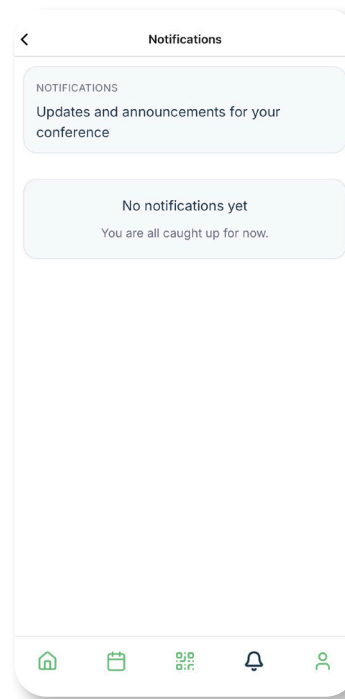 Notifications
NOTIFICATIONS
Updates and announcements for your
conference
No notifications yet
You are all caught up for now.